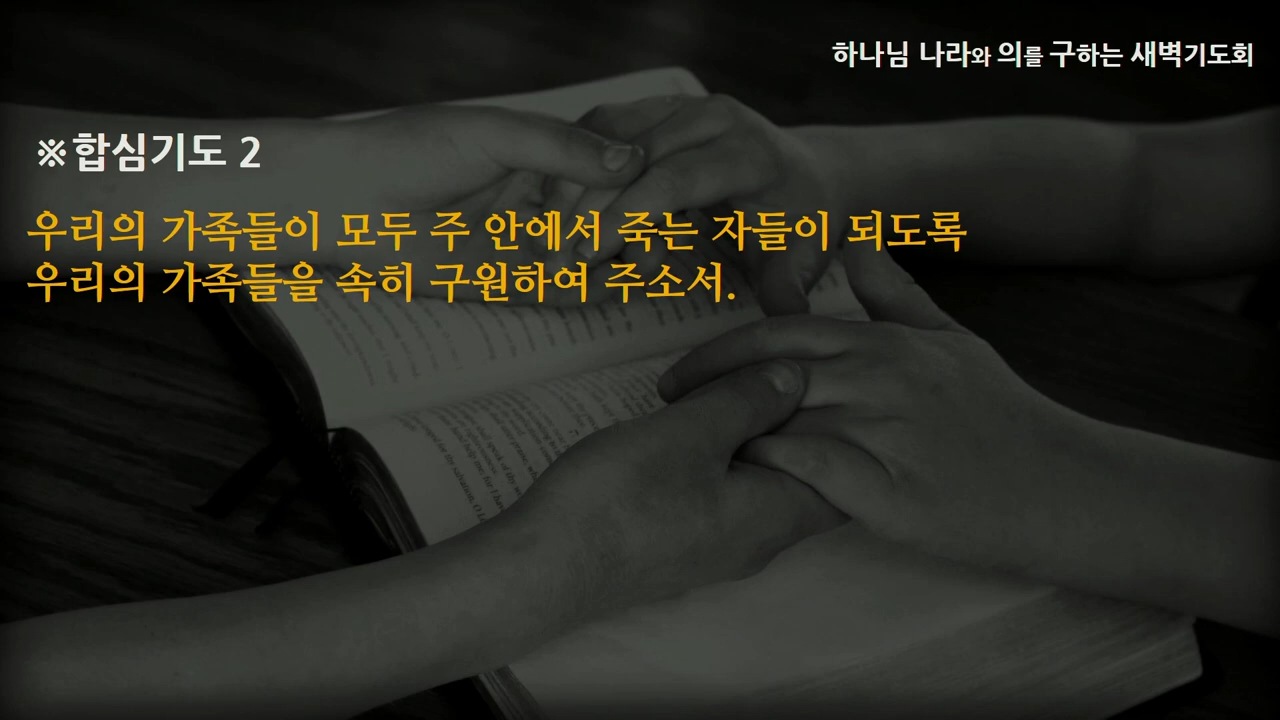 하나님 나라와 의를 구하는 새벽기도회
※합심기도 2
우리의 가족들이 모두 주 안에서 죽는 자들이 되도록
우리의 가족들을 속히 구원하여 주소서.